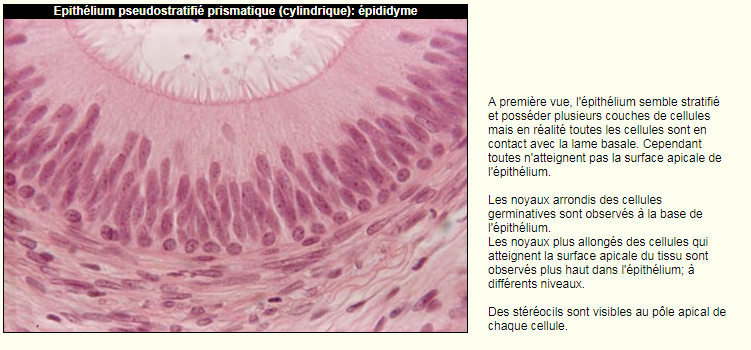 Epithélium pseudostratifié prismatique (cylindrique): épididyme
A première vue, l'épithélium semble stratifié
et posséder plusieurs couches de cellules
mais en réalité toutes les cellules sont en
contact avec la lame basale. Cependant
toutes n'atteignent pas la surface apicale de
l'épithélium.
Les noyaux arrondis des cellules
germinatives sont observés à la base de
l'épithélium.
Les noyaux plus allongés des cellules qui
atteignent la surface apicale du tissu sont
observés plus haut dans l'épithélium; à
différents niveaux.
Des stéréocils sont visibles au pôle apical de
chaque cellule.